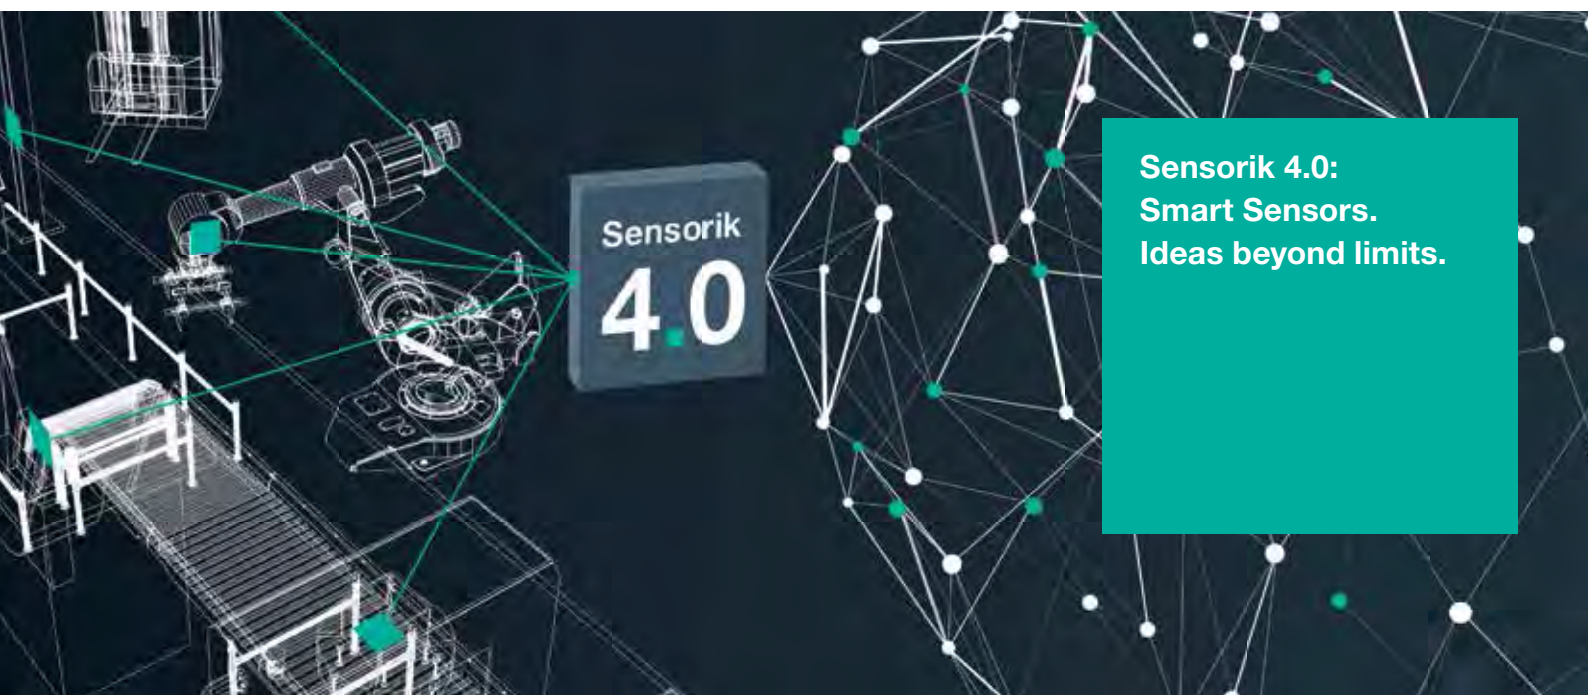 Sensorik
4.0
Sensorik 4.0:
Smart Sensors.
Ideas beyond limits.